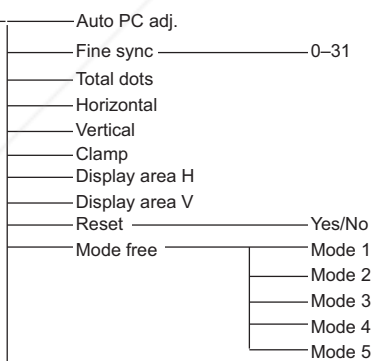 Auto PC adj.
Fine sync 0–31
Total dots
Horizontal
Vertical
Clamp
Display area H
Display area V
Reset Yes/No
Mode free Mode 1
Mode 2
Mode 3
Mode 4
Mode 5